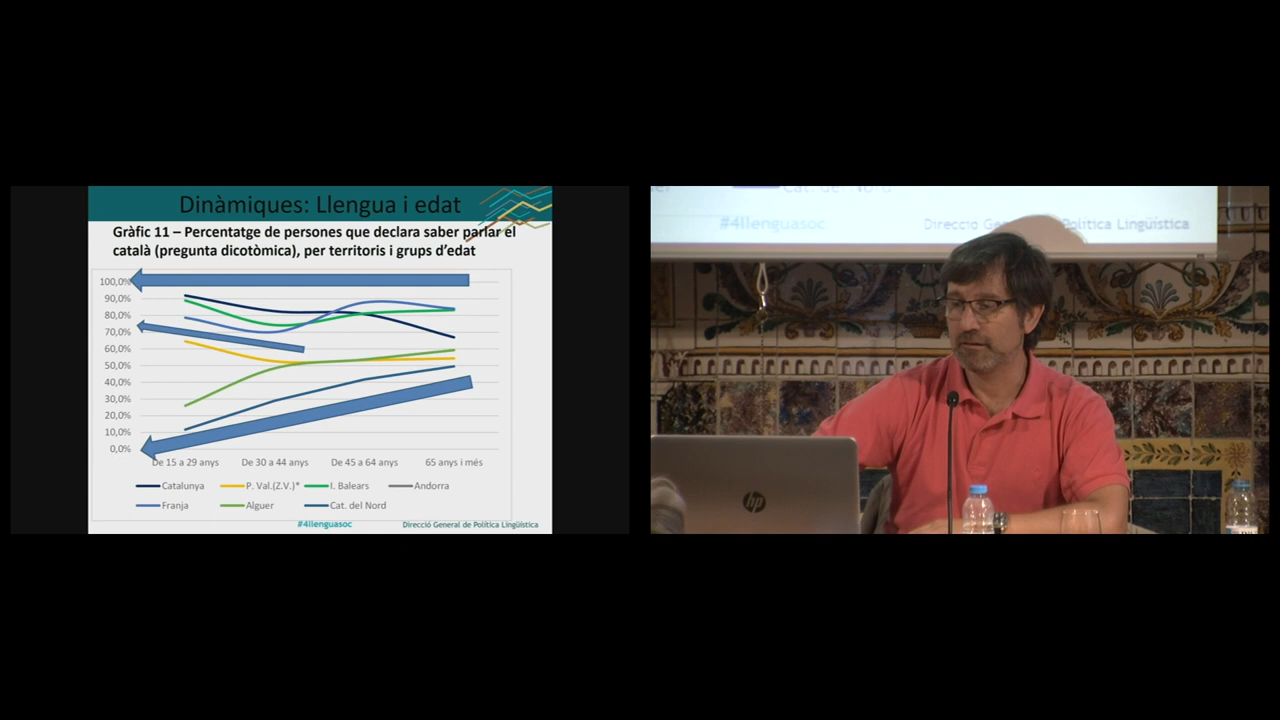 Dinàmiques: Llengua i edat
Gràfic 11 – Percentatge de persones que declara saber parlar el
català (pregunta dicotòmica), per territoris i grups d'edat
100,0%
90,0%
80,0%
70,0%
60,0%
50,0%
40,0%
30,0%
20,0%
10,0%
0,0%
De 15 a 29 anys De 30 a 44 anys De 45 a 64 anys 65 anys i més
Catalunya P. Val.(Z.V.)* I. Balears Andorra
Franja Alguer Cat. del Nord
#4llenguasoc Direcció General de Política Lingüística
Cat. del Nord
#4llenguasoc Direcció Gene Política Lingüística
hp